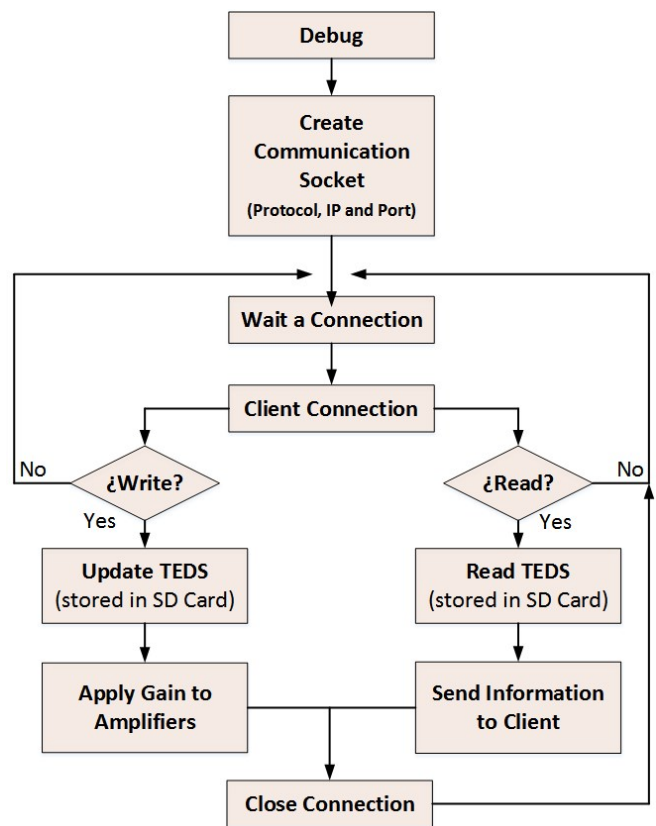 Debug
Create
Communication
Socket
(Protocol, IP and Port)
Wait a Connection
Client Connection
No
¿Write?
¿Read?
No
Yes
Yes
Update TEDS
(stored in SD Card)
Read TEDS
(stored in SD Card)
Apply Gain to
Amplifiers
Send Information
to Client
Close Connection